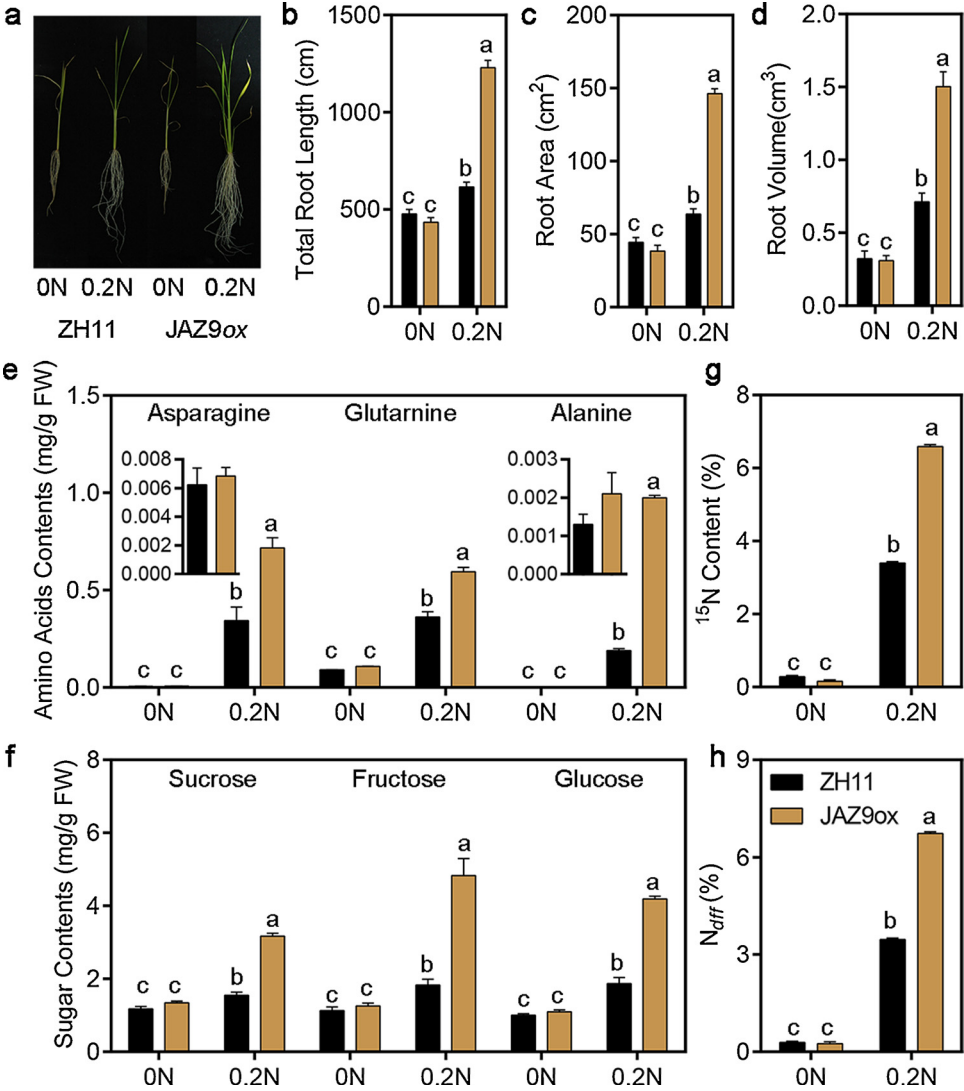 a
0N 0.2N 0N 0.2N
ZH11 JAZ9ox
b
Total Root Length (cm)
1500
1000
500
0
c c b a
0N 0.2N
c
Root Area (cm2)
200
150
100
50
0
c c b a
0N 0.2N
d
Root Volume(cm3)
2.0
1.5
1.0
0.5
0.0
c c b a
0N 0.2N
e
Amino Acids Contents (mg/g FW)
1.5
1.0
0.5
0.0
Asparagine Glutarnine Alanine
0.008
0.006
0.004
0.002
0.000
0.003
0.002
0.001
0.000
c c b a c c b a c c b a
0N 0.2N 0N 0.2N 0N 0.2N
g
15N Content (%)
8
6
4
2
0
c c b a
0N 0.2N
f
Sugar Contents (mg/g FW)
8
6
4
2
0
Sucrose Fructose Glucose
c c b a c c b a c c b a
0N 0.2N 0N 0.2N 0N 0.2N
h
Ndff (%)
9
6
3
0
ZH11
JAZ9ox
c c b a
0N 0.2N